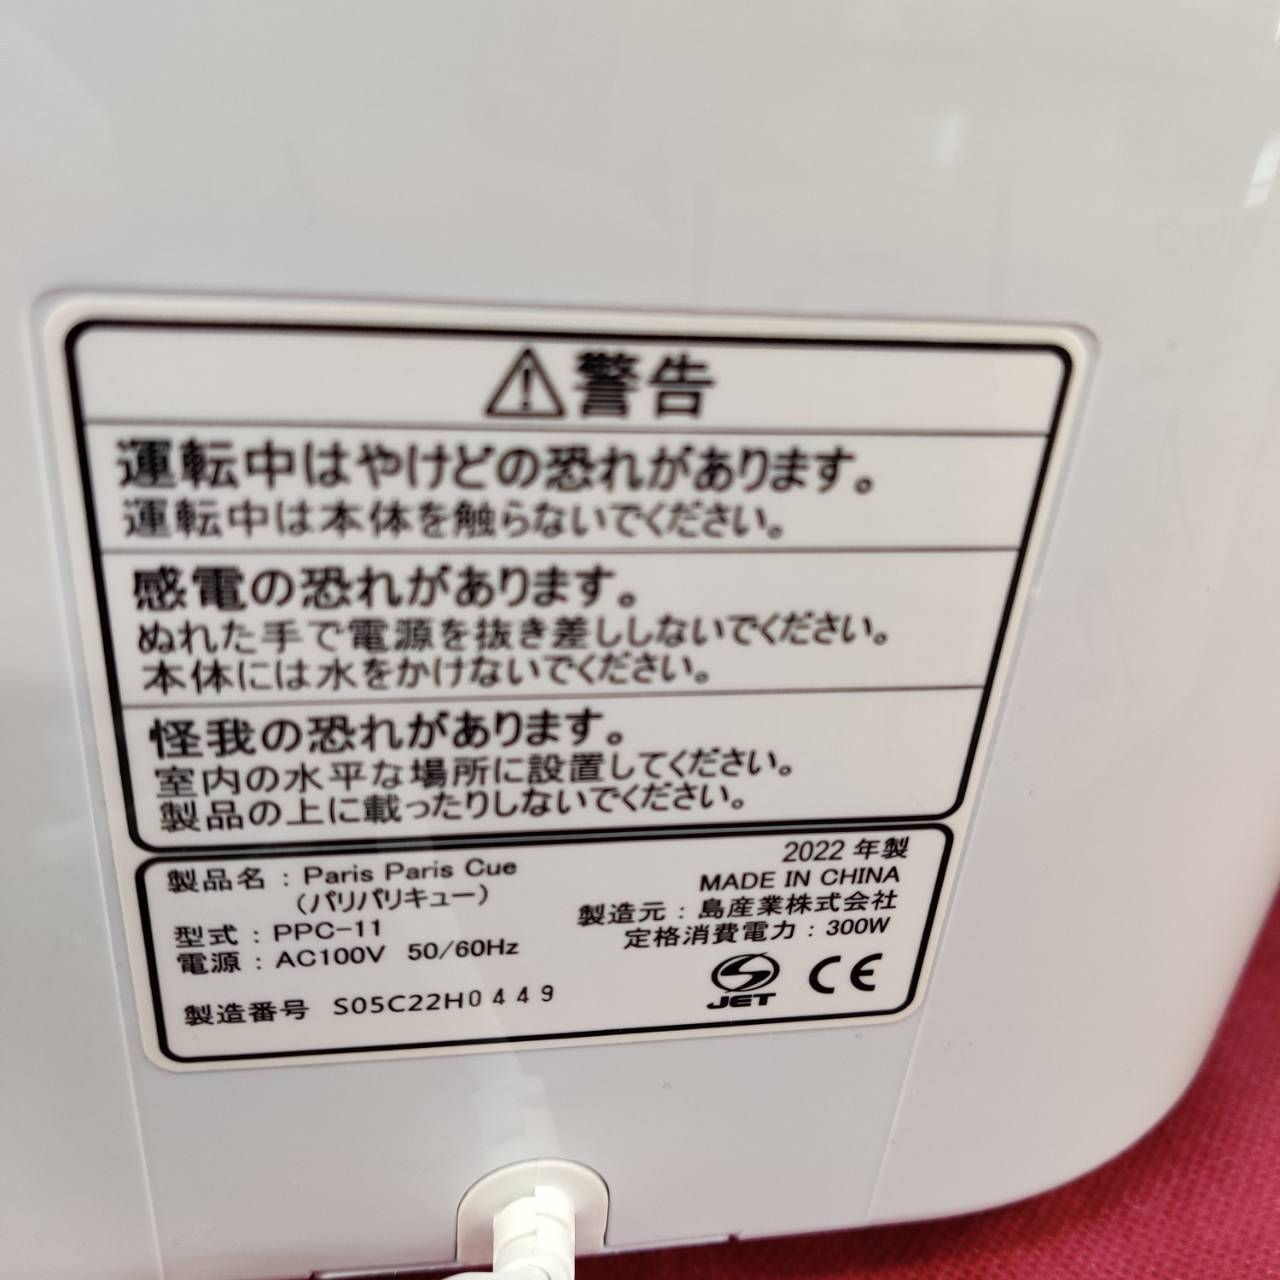 ⚠警告
運転中はやけどの恐れがあります。
運転中は本体を触らないでください。
感電の恐れがあります。
ぬれた手で電源を抜き差ししないでください。
本体には水をかけないでください。
怪我の恐れがあります。
室内の水平な場所に設置してください。
製品の上に載ったりしないでください。
製品名：Paris Paris Cue
（パリパリキュー）
型式：PPC-11
電源：AC100V 50/60Hz
製造番号 S05C22H0449
2022 年製
MADE IN CHINA
製造元：島産業株式会社
定格消費電力：300W
JET CE